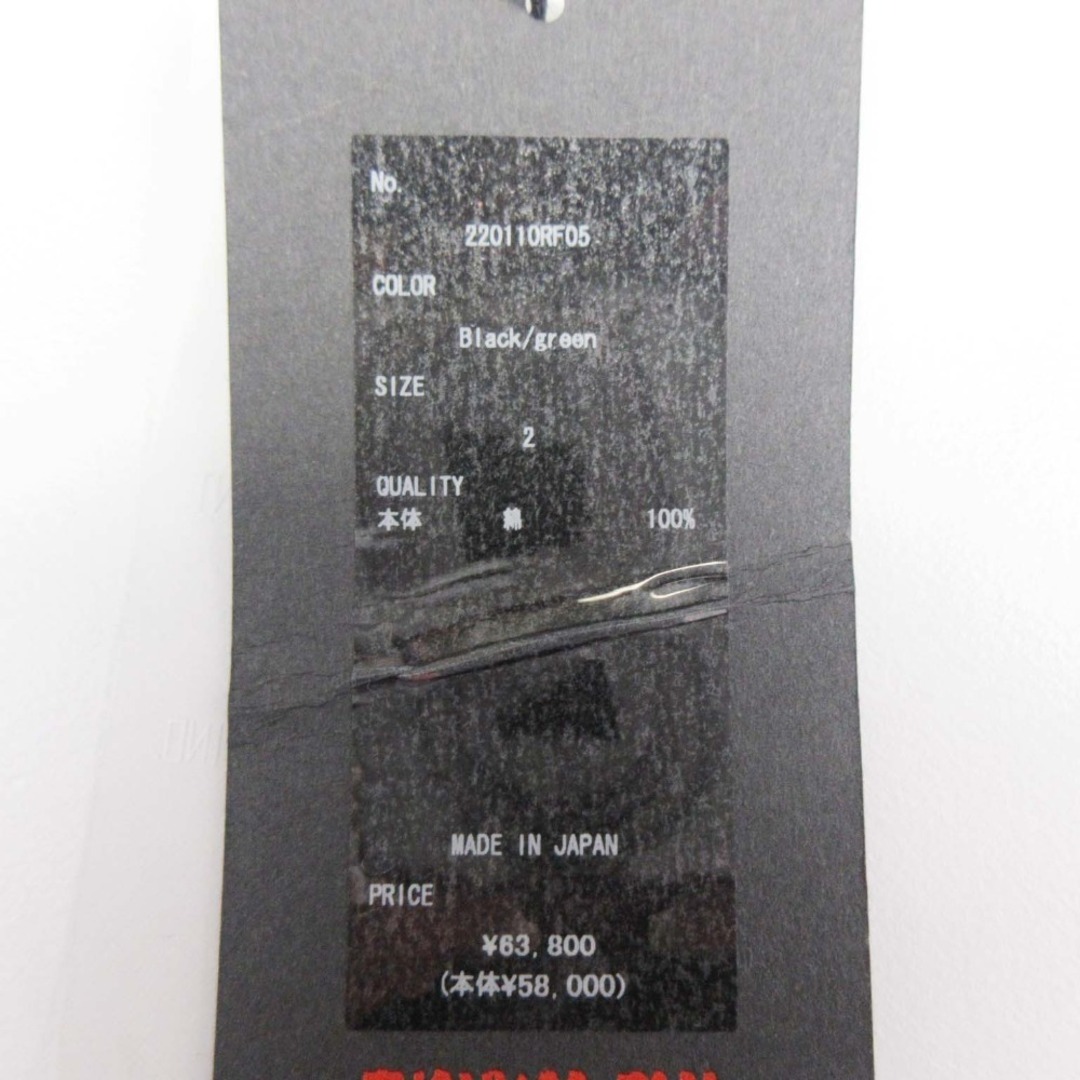 No.
220110RF05
COLOR
Black/green
SIZE
2
QUALITY
本体 綿 100%
MADE IN JAPAN
PRICE
¥63,800
(本体¥58,000)